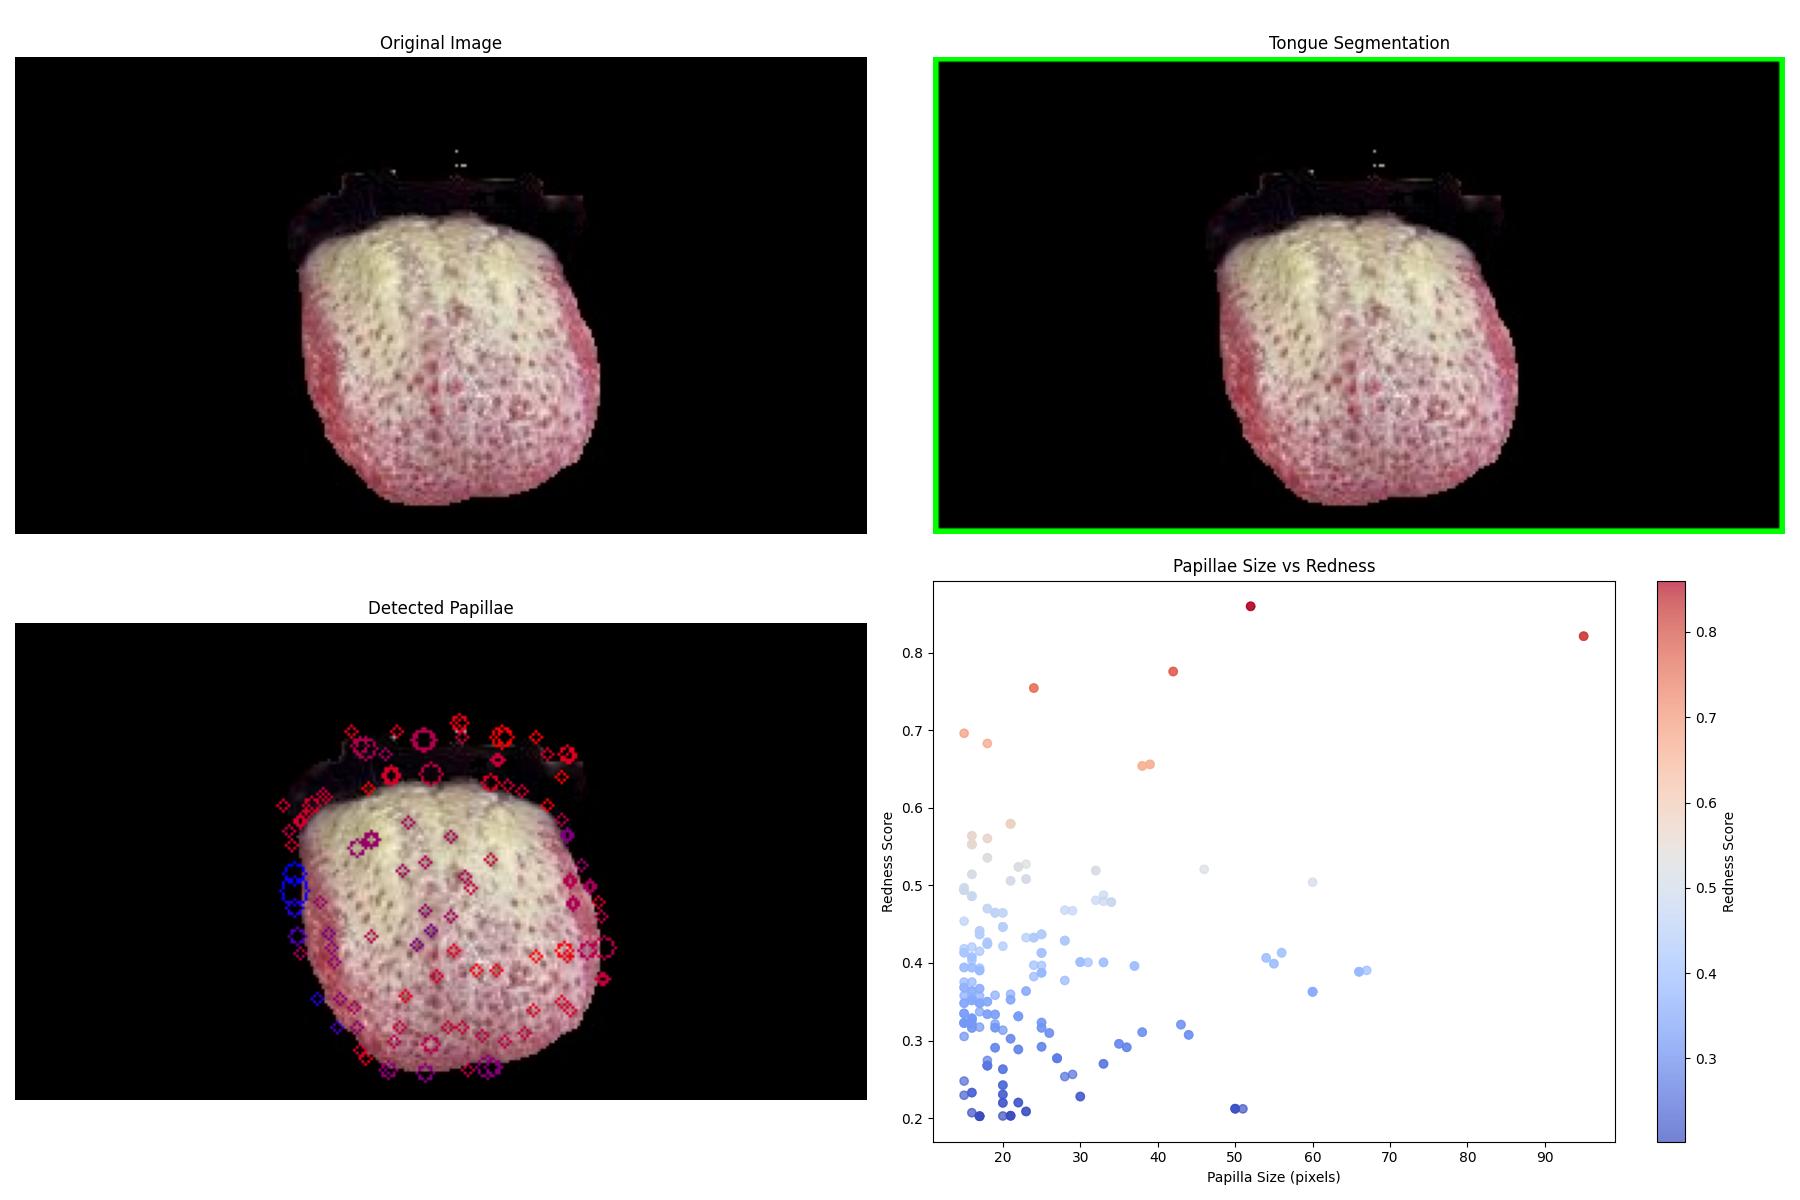 Original Image
Tongue Segmentation
Detected Papillae
Papillae Size vs Redness
Redness Score
0.8
0.7
0.6
0.5
0.4
0.3
0.2
20 30 40 50 60 70 80 90
Papilla Size (pixels)
0.8
0.7
0.6
0.5
0.4
0.3
Redness Score